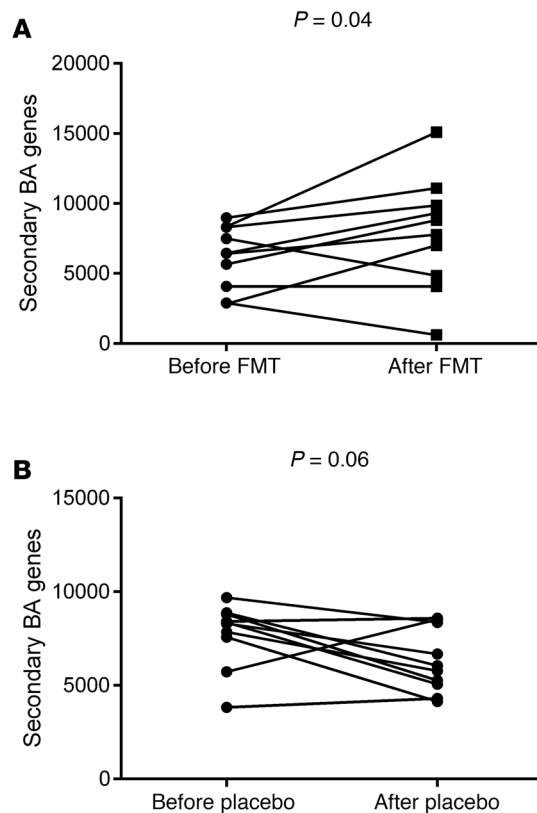 A
P = 0.04
Secondary BA genes
20000
15000
10000
5000
0
Before FMT
After FMT
B
P = 0.06
Secondary BA genes
15000
10000
5000
0
Before placebo
After placebo